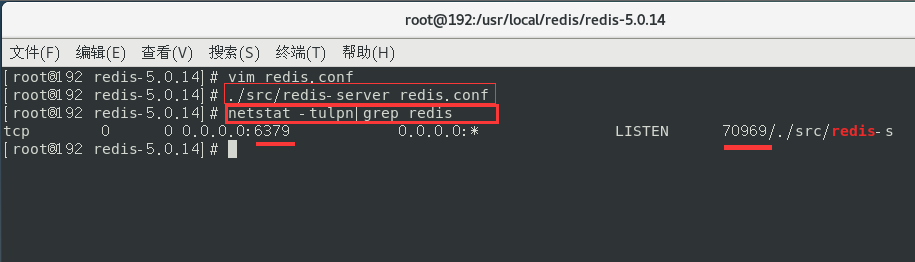 root@192:/usr/local/redis/redis-5.0.14
文件(F) 编辑(E) 查看(V) 搜索(S) 终端(T) 帮助(H)
[root@192 redis-5.0.14]# vim redis.conf
[root@192 redis-5.0.14]# ./src/redis-server redis.conf
[root@192 redis-5.0.14]# netstat -tulpn|grep redis
tcp 0 0 0.0.0.0:6379 0.0.0.0:* LISTEN 70969/./src/redis-s
[root@192 redis-5.0.14]#